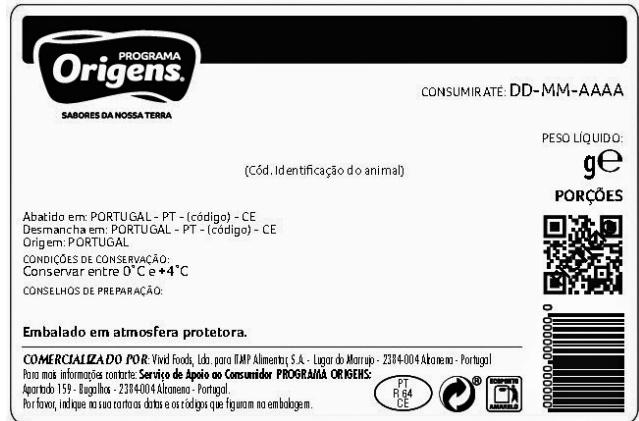 PROGRAMA
Origens.
SABORES DA NOSSA TERRA
CONSUMIR ATÉ: DD-MM-AAAA
PESO LÍQUIDO:
g℮
(Cód. Identificação do animal)
PORÇÕES
Abatido em: PORTUGAL - PT - (código) - CE
Desmancha em: PORTUGAL - PT - (código) - CE
Origem: PORTUGAL
CONDIÇÕES DE CONSERVAÇÃO:
Conservar entre 0°C e +4°C
CONSELHOS DE PREPARAÇÃO:
Embalado em atmosfera protetora.
COMERCIALIZADO POR: Vivid Foods, Lda. para ITMP Alimentar, S.A. - Lugar do Marrujo - 2384-004 Alcanena - Portugal
Para mais informações contacte: Serviço de Apoio ao Consumidor PROGRAMA ORIGENS:
Apartado 159 - Bugalhos - 2384-004 Alcanena - Portugal.
Por favor, indique na sua carta as datas e os códigos que figuram na embalagem.
PT
R 64
CE
®
ECOPONTO
AMARELO
000000-000000 0